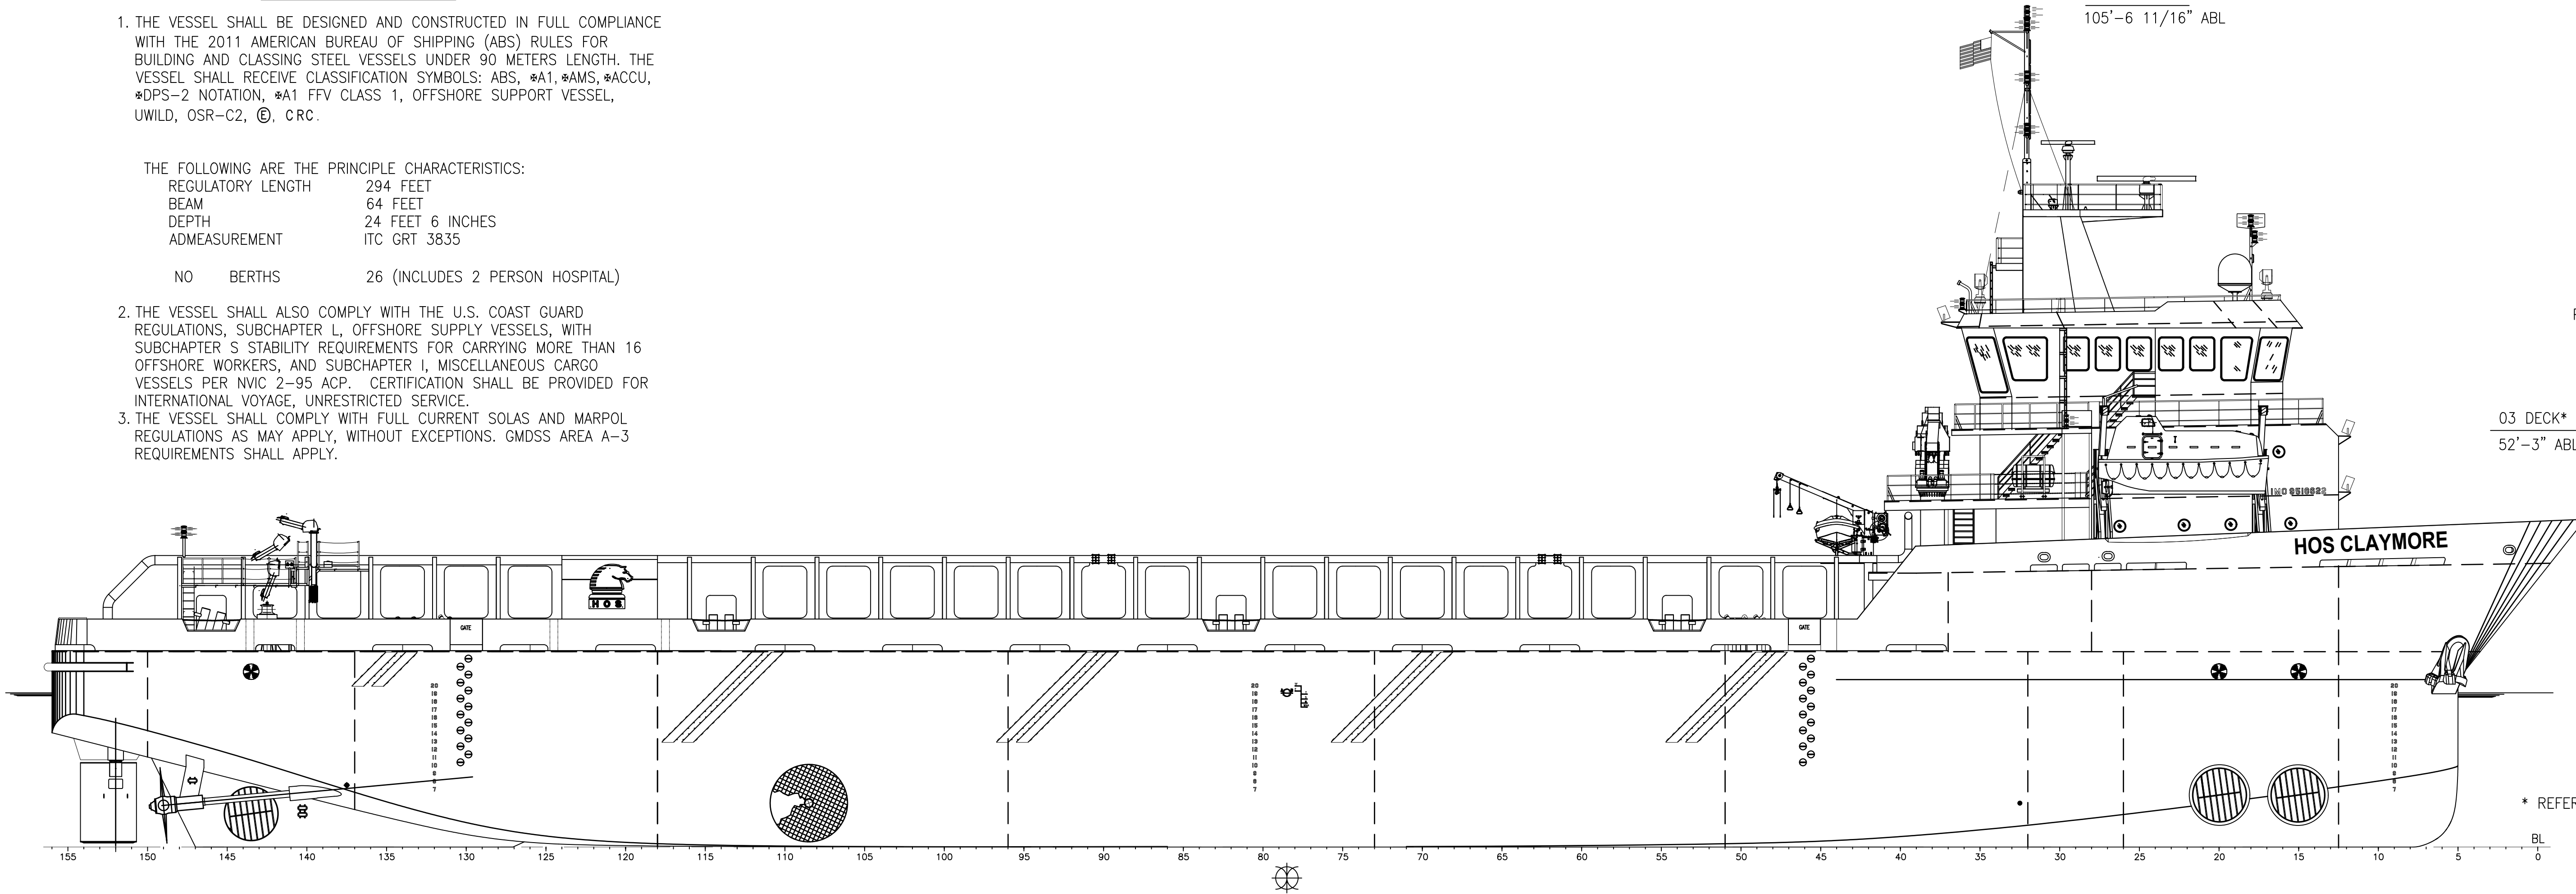 105'-6 11/16" ABL
1. THE VESSEL SHALL BE DESIGNED AND CONSTRUCTED IN FULL COMPLIANCE
WITH THE 2011 AMERICAN BUREAU OF SHIPPING (ABS) RULES FOR
BUILDING AND CLASSING STEEL VESSELS UNDER 90 METERS LENGTH. THE
VESSEL SHALL RECEIVE CLASSIFICATION SYMBOLS: ABS, ✠A1, ✠AMS, ✠ACCU,
✠DPS-2 NOTATION, ✠A1 FFV CLASS 1, OFFSHORE SUPPORT VESSEL,
UWILD, OSR-C2, Ⓔ, CRC.
THE FOLLOWING ARE THE PRINCIPLE CHARACTERISTICS:
REGULATORY LENGTH 294 FEET
BEAM 64 FEET
DEPTH 24 FEET 6 INCHES
ADMEASUREMENT ITC GRT 3835
NO BERTHS 26 (INCLUDES 2 PERSON HOSPITAL)
2. THE VESSEL SHALL ALSO COMPLY WITH THE U.S. COAST GUARD
REGULATIONS, SUBCHAPTER L, OFFSHORE SUPPLY VESSELS, WITH
SUBCHAPTER S STABILITY REQUIREMENTS FOR CARRYING MORE THAN 16
OFFSHORE WORKERS, AND SUBCHAPTER I, MISCELLANEOUS CARGO
VESSELS PER NVIC 2-95 ACP. CERTIFICATION SHALL BE PROVIDED FOR
INTERNATIONAL VOYAGE, UNRESTRICTED SERVICE.
3. THE VESSEL SHALL COMPLY WITH FULL CURRENT SOLAS AND MARPOL
REGULATIONS AS MAY APPLY, WITHOUT EXCEPTIONS. GMDSS AREA A-3
REQUIREMENTS SHALL APPLY.
03 DECK*
52'-3" ABL
HOS CLAYMORE
HOS
GATE
GATE
* REFER
BL
155 150 145 140 135 130 125 120 115 110 105 100 95 90 85 80 75 70 65 60 55 50 45 40 35 30 25 20 15 10 5 0